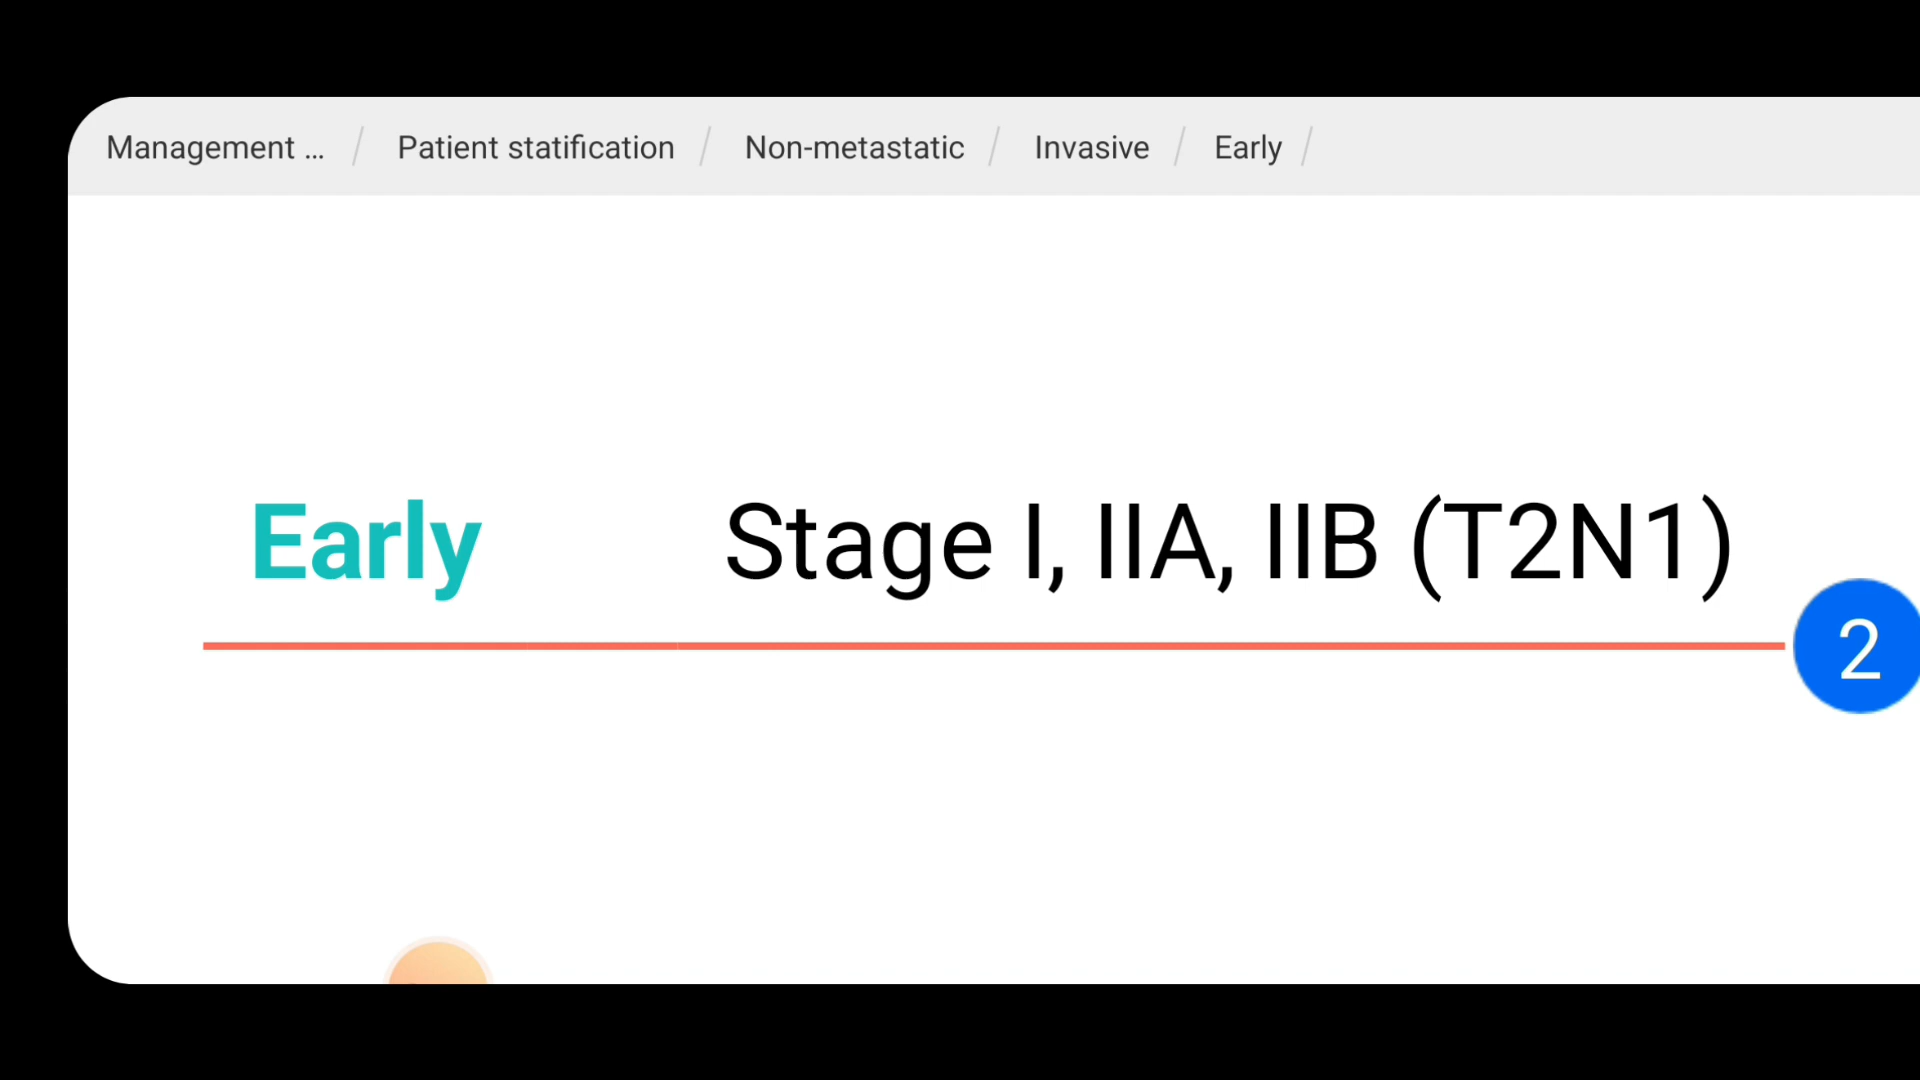 Management ... / Patient statification / Non-metastatic / Invasive / Early /
Early Stage I, IIA, IIB (T2N1)
2